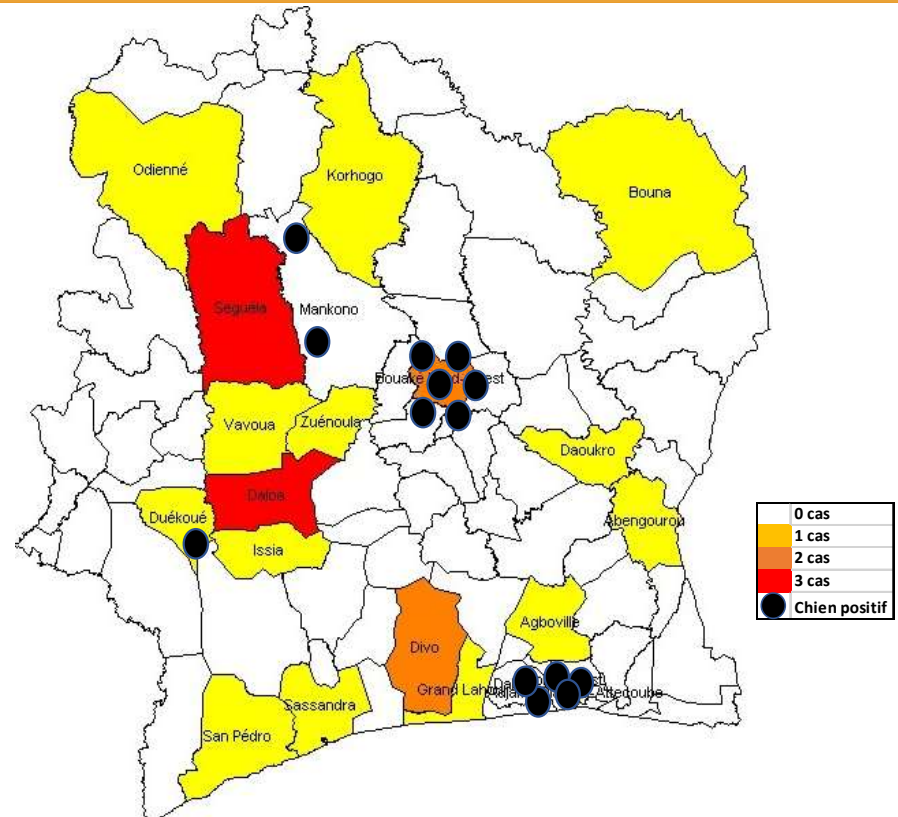 Odienné
Korhogo
Bouna
Séguéla
Mankono
Bouaké
Vavoua
Zuénoula
Daoukro
Daloa
Duékoué
Abengourou
Issia
0 cas
1 cas
2 cas
3 cas
Chien positif
Agboville
Divo
Grand Lahou
Sassandra
San Pédro